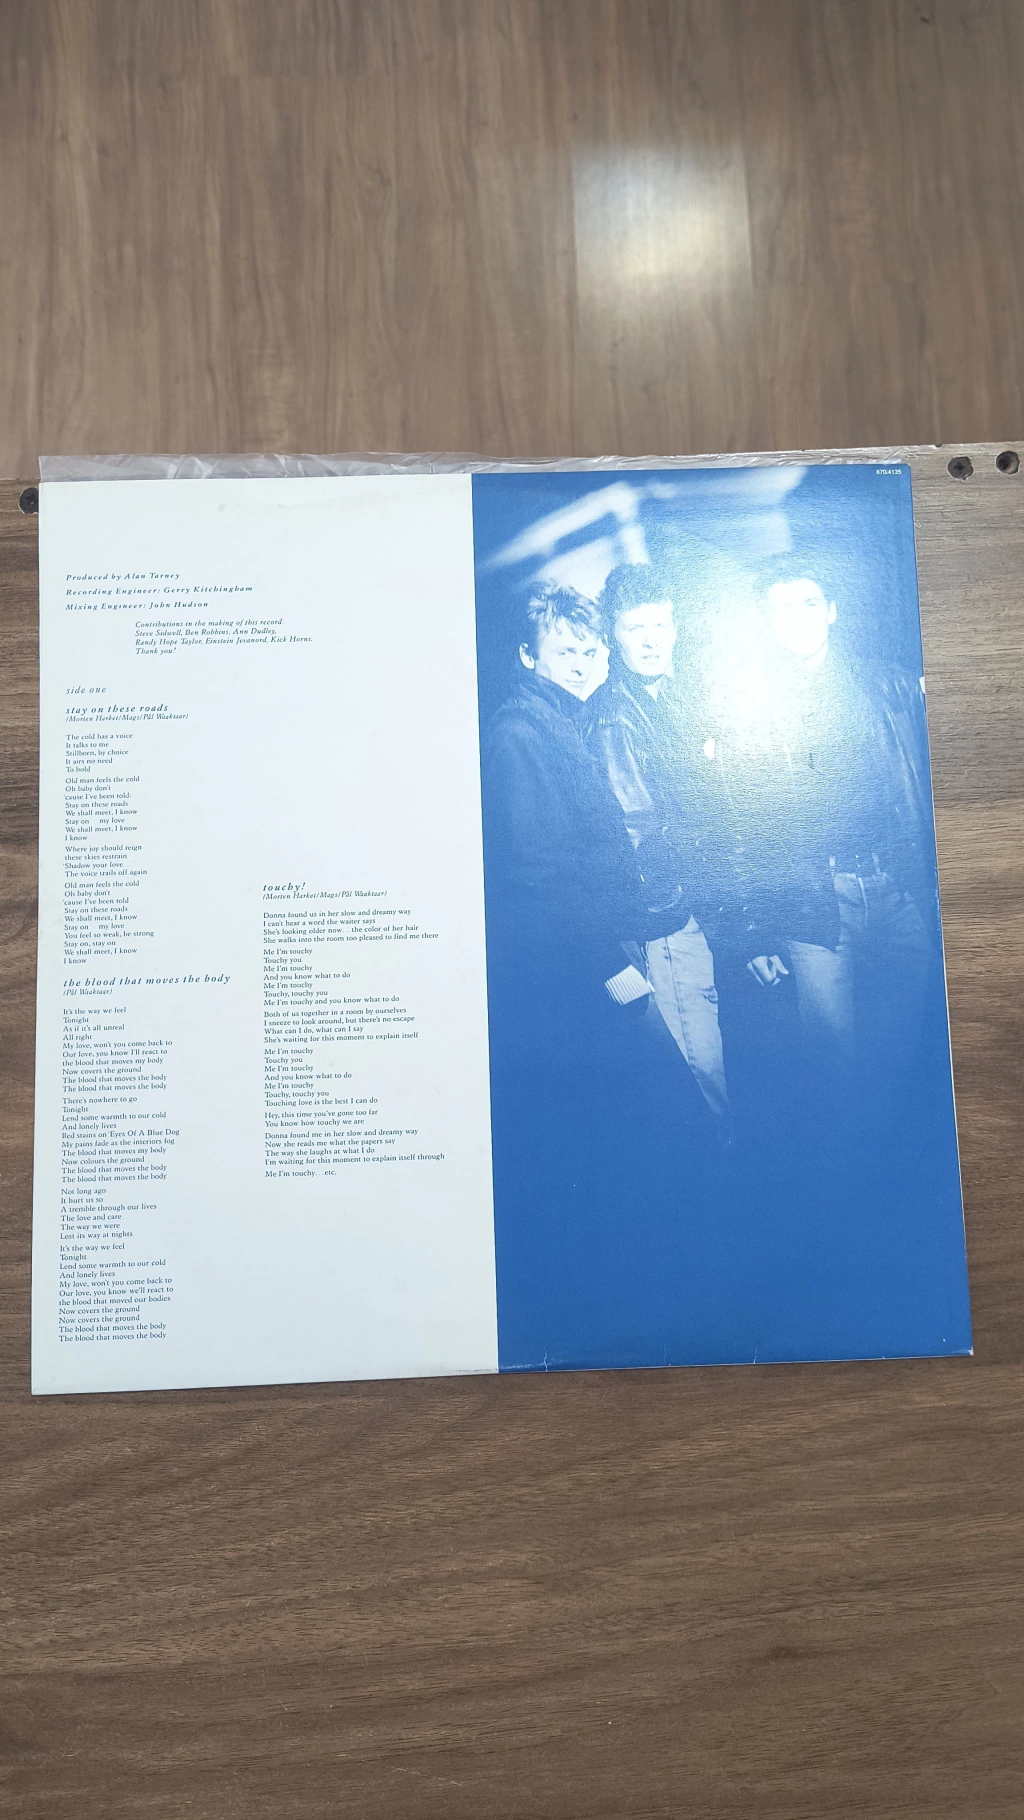 670.4135
Produced by Alan Tarney
Recording Engineer: Gerry Kitchingham
Mixing Engineer: John Hudson
Contributions in the making of this record:
Steve Sidwell, Ben Robbins, Ann Dudley,
Randy Hope Taylor, Einstein Jevanord, Kick Horns.
Thank you!
side one
stay on these roads
(Morten Harket/Mags/Pål Waaktaar)
The cold has a voice
It talks to me
Stillborn, by choice
It airs no need
To hold
Old man feels the cold
Oh baby don't
'cause I've been told:
Stay on these roads
We shall meet, I know
Stay on my love
We shall meet, I know
I know
Where joy should reign
these skies restrain
'Shadow your love'
The voice trails off again
Old man feels the cold
Oh baby don't
'cause I've been told
Stay on these roads
We shall meet, I know
Stay on my love
You feel so weak, be strong
Stay on, stay on
We shall meet, I know
I know
the blood that moves the body
(Pål Waaktaar)
It's the way we feel
Tonight
As if it's all unreal
All right
My love, won't you come back to
Our love, you know I'll react to
the blood that moves my body
Now covers the ground
The blood that moves the body
The blood that moves the body
There's nowhere to go
Tonight
Lend some warmth to our cold
And lonely lives
Red stains on 'Eyes Of A Blue Dog'
My pains fade as the interiors fog
The blood that moves my body
Now colours the ground
The blood that moves the body
The blood that moves the body
Not long ago
It hurt us so
A tremble through our lives
The love and care
The way we were
Lost its way at nights
It's the way we feel
Tonight
Lend some warmth to our cold
And lonely lives
My love, won't you come back to
Our love, you know we'll react to
the blood that moved our bodies
Now covers the ground
Now covers the ground
The blood that moves the body
The blood that moves the body
touchy!
(Morten Harket/Mags/Pål Waaktaar)
Donna found us in her slow and dreamy way
I can't hear a word the waiter says
She's looking older now...the color of her hair
She walks into the room too pleased to find me there
Me I'm touchy
Touchy you
Me I'm touchy
And you know what to do
Me I'm touchy
Touchy, touchy you
Me I'm touchy and you know what to do
Both of us together in a room by ourselves
I sneeze to look around, but there's no escape
What can I do, what can I say
She's waiting for this moment to explain itself
Me I'm touchy
Touchy you
Me I'm touchy
And you know what to do
Me I'm touchy
Touchy, touchy you
Touching love is the best I can do
Hey, this time you've gone too far
You know how touchy we are
Donna found me in her slow and dreamy way
Now she reads me what the papers say
The way she laughs at what I do
I'm waiting for this moment to explain itself through
Me I'm touchy...etc.